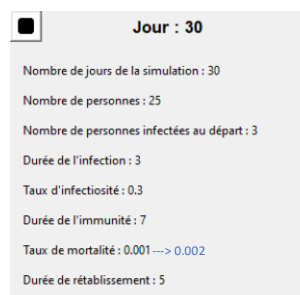 Jour : 30
Nombre de jours de la simulation : 30
Nombre de personnes : 25
Nombre de personnes infectées au départ : 3
Durée de l'infection : 3
Taux d'infectiosité : 0.3
Durée de l'immunité : 7
Taux de mortalité : 0.001 ---> 0.002
Durée de rétablissement : 5